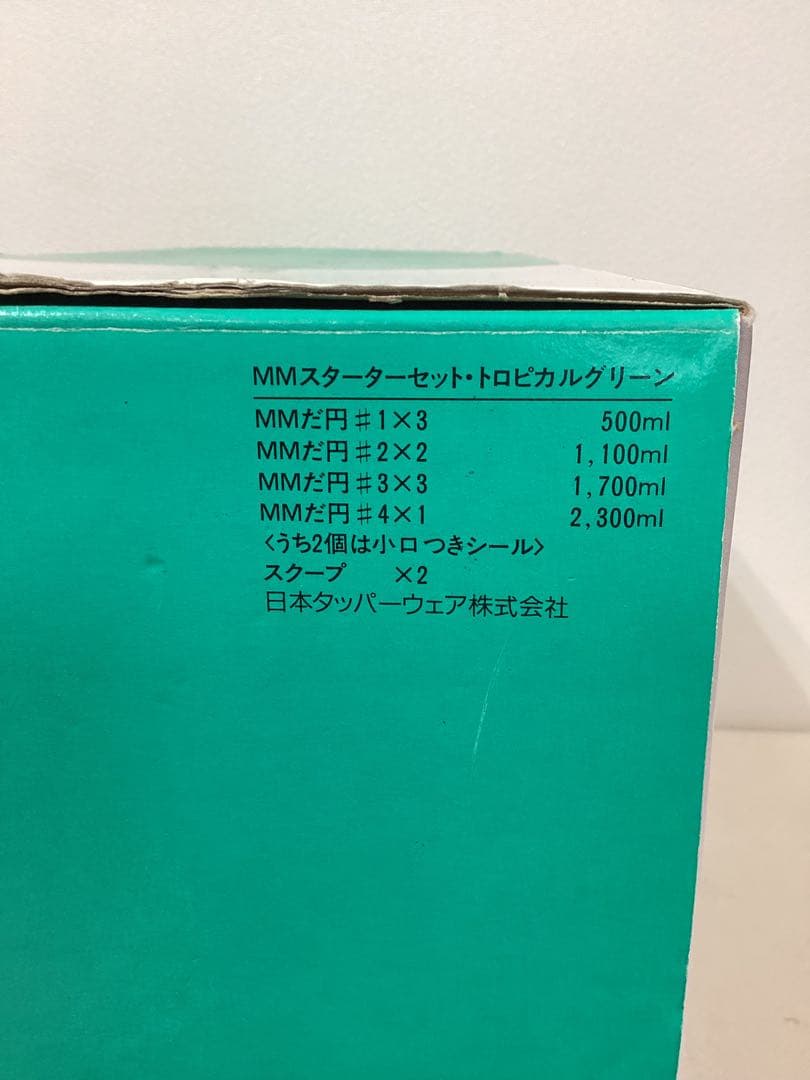 MMスターターセット・トロピカルグリーン
MMだ円♯1×3 500ml
MMだ円♯2×2 1,100ml
MMだ円♯3×3 1,700ml
MMだ円♯4×1 2,300ml
〈うち2個は小口つきシール〉
スクープ ×2
日本タッパーウェア株式会社